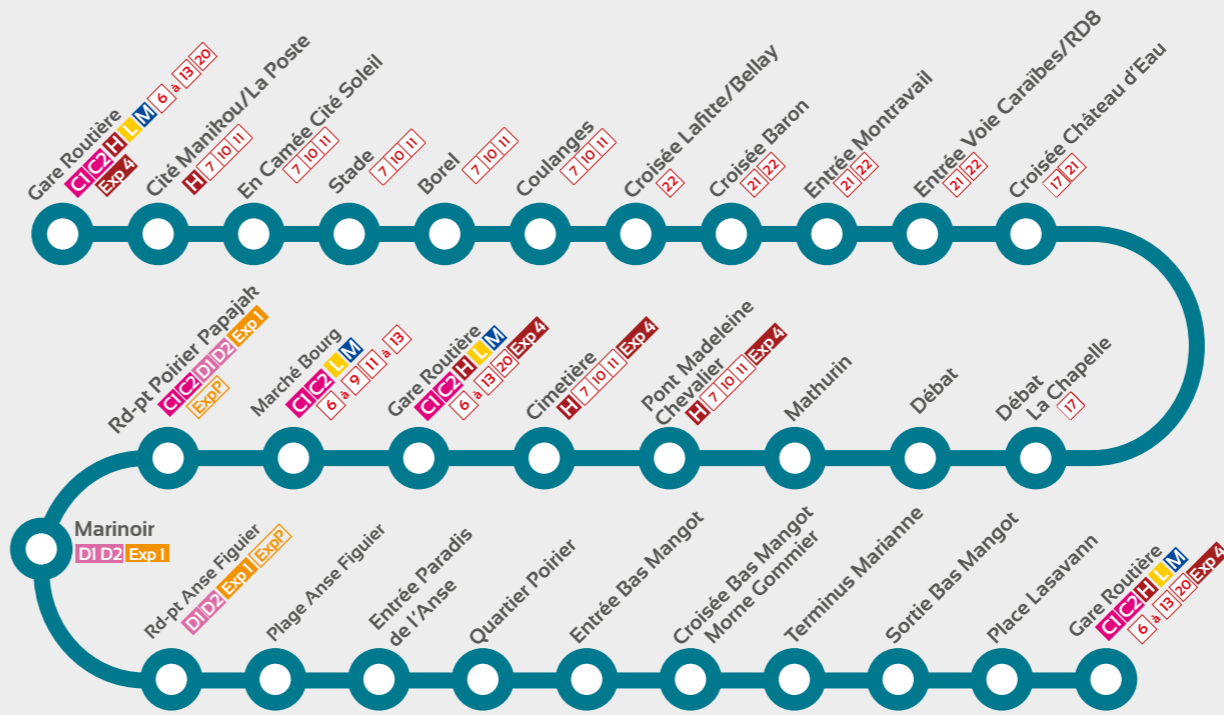 Gare Routière
C1 C2 H L M 6 à 13 20
Exp 4
Cité Manikou/La Poste
H 7 10 11
En Camée Cité Soleil
7 10 11
Stade
7 10 11
Borel
7 10 11
Coulanges
7 10 11
Croisée Lafitte/Bellay
22
Croisée Baron
21 22
Entrée Montravail
21 22
Entrée Voie Caraïbes/RD8
21 22
Croisée Château d'Eau
17 21
Rd-pt Poirier Papajak
C1 C2 D1 D2 Exp 1
ExpP
Marché Bourg
C1 C2 L M
6 à 9 11 à 13
Gare Routière
C1 C2 H L M
6 à 13 20 Exp 4
Cimetière
H 7 10 11 Exp 4
Pont Madeleine
Chevalier
H 7 10 11 Exp 4
Mathurin
Débat
Débat
La Chapelle
17
Marinoir
D1 D2 Exp 1
Rd-pt Anse Figuier
D1 D2 Exp 1 ExpP
Plage Anse Figuier
Entrée Paradis
de l'Anse
Quartier Poirier
Entrée Bas Mangot
Croisée Bas Mangot
Morne Gommier
Terminus Marianne
Sortie Bas Mangot
Place Lasavann
Gare Routière
C1 C2 H L M
6 à 13 20 Exp 4